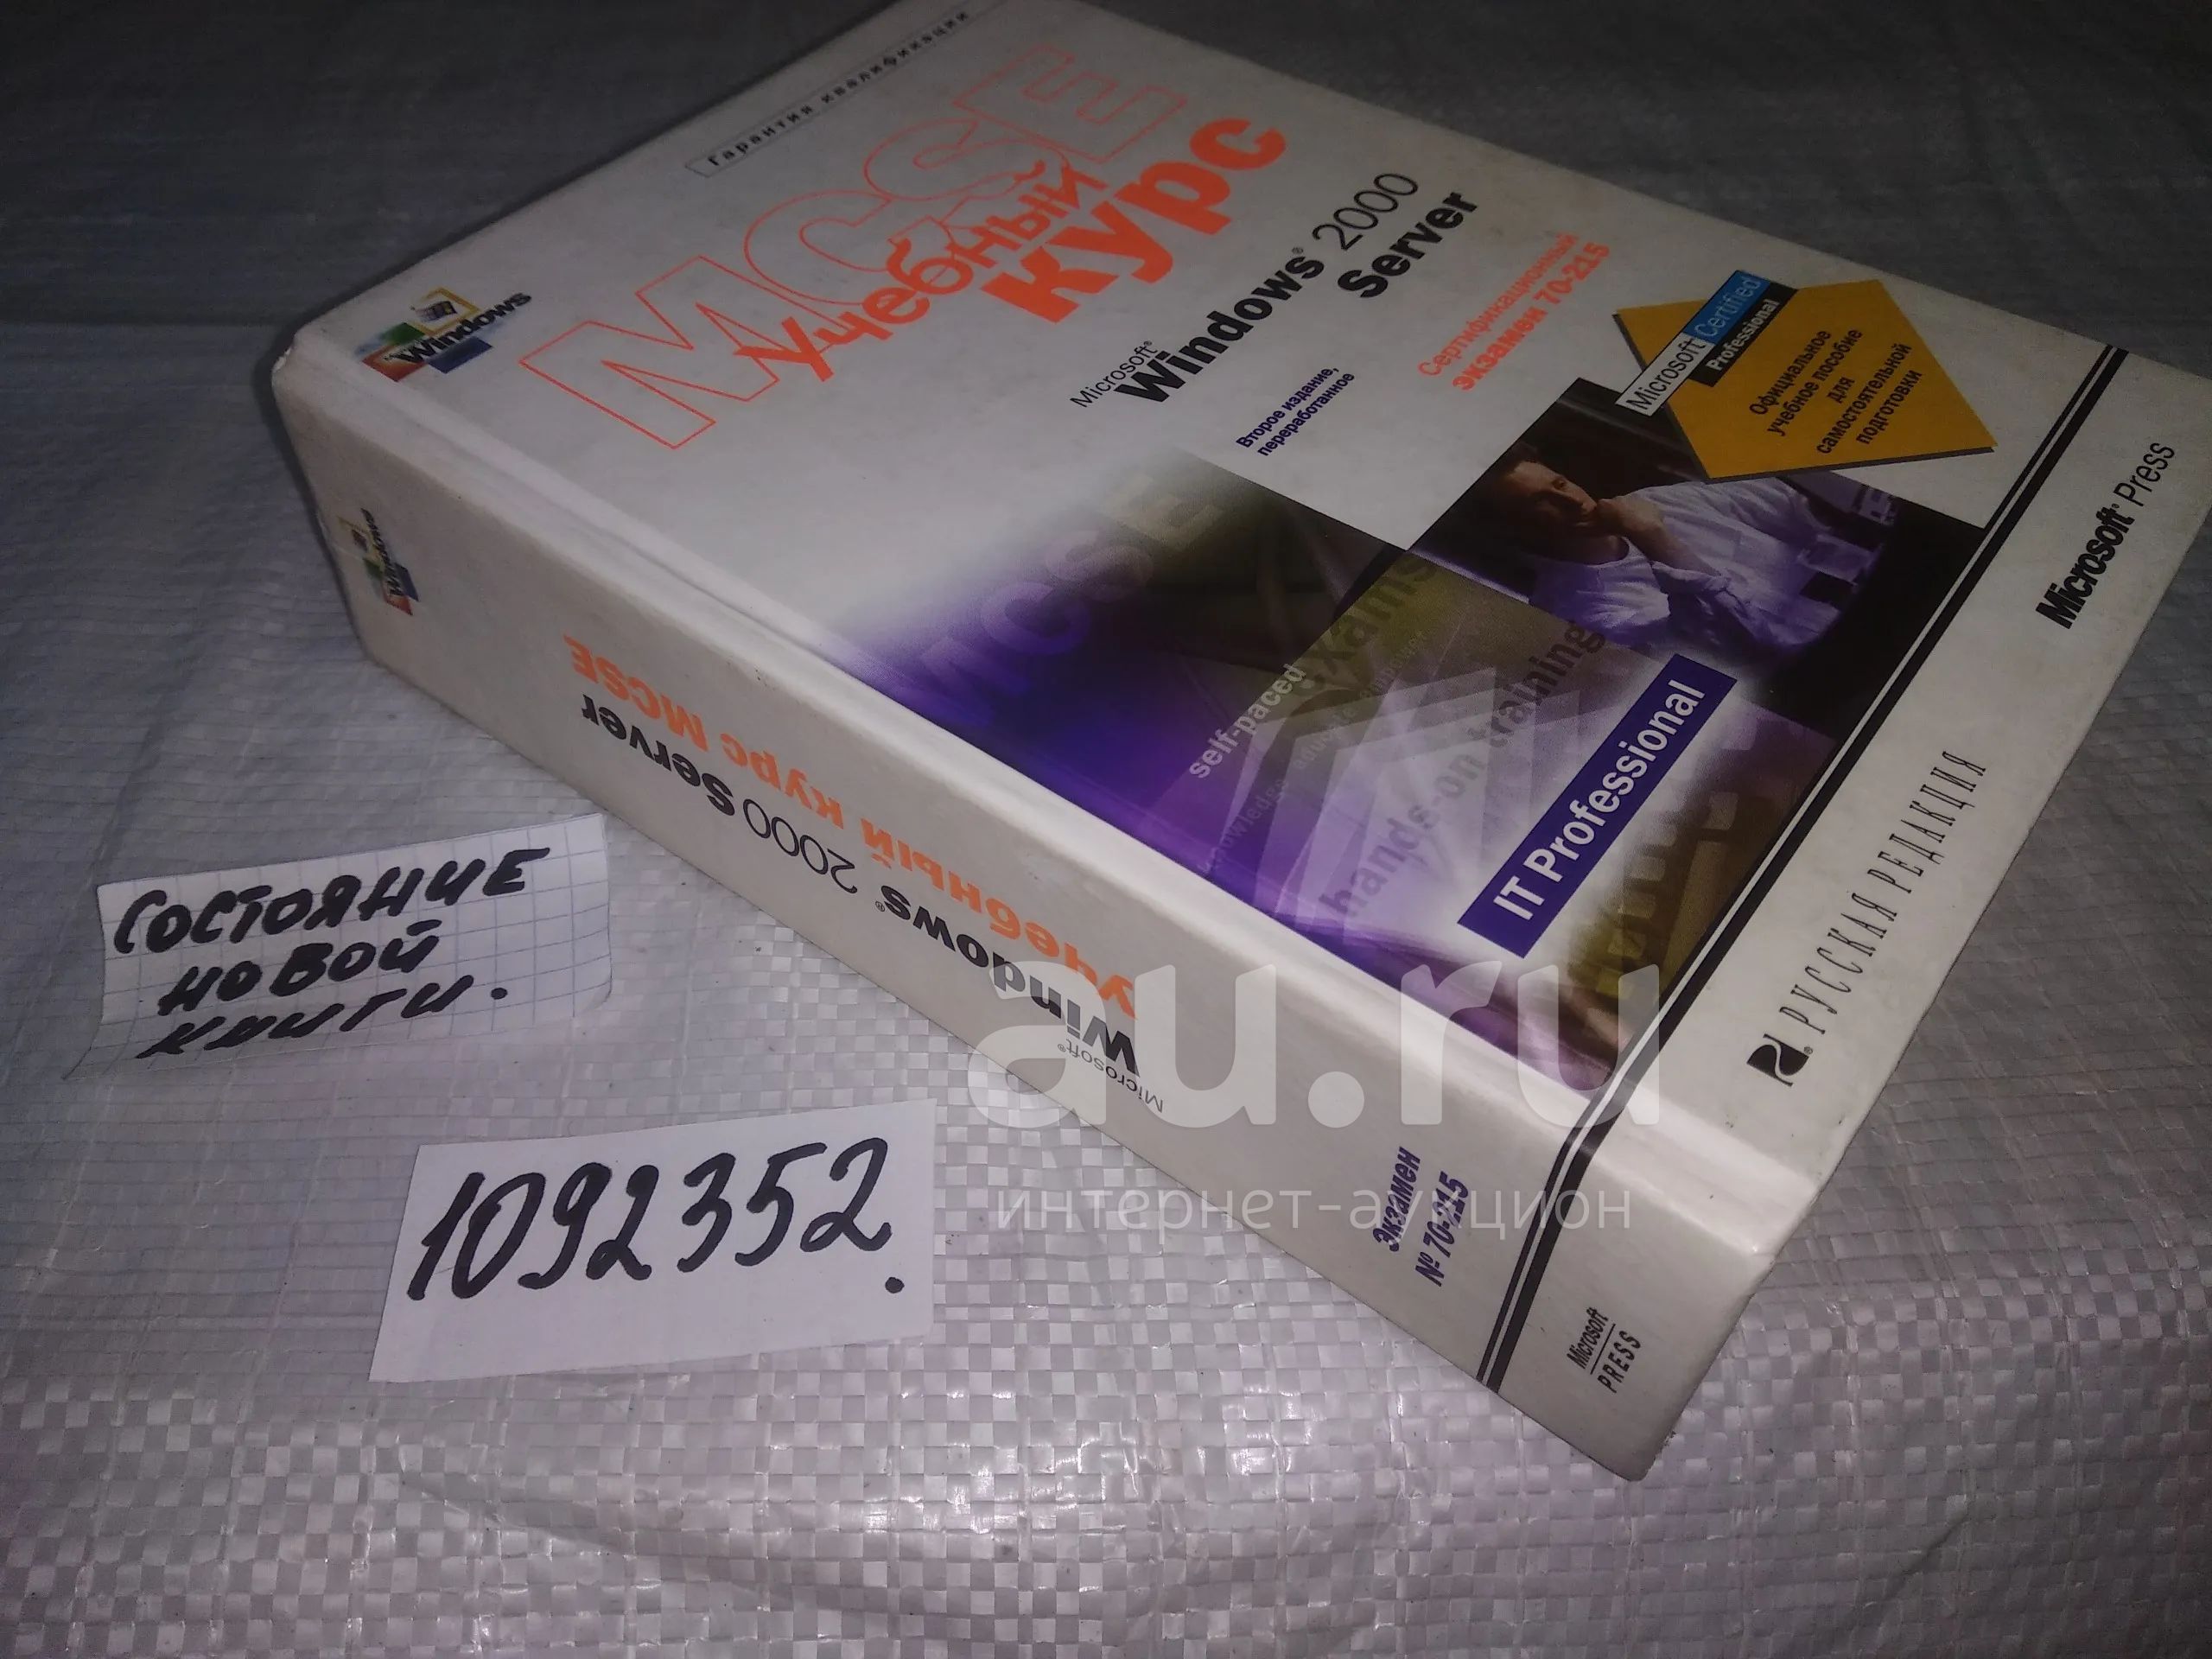 Гарантия квалификации
MCSE
Учебный
курс
Microsoft®
Windows® 2000
Server
Второе издание,
переработанное
Сертификационный
экзамен 70-215
Microsoft Certified
Professional
Официальное
учебное пособие
для
самостоятельной
подготовки
Windows
MCSE
self-paced
exams
hands-on training
IT Professional
Microsoft Press
РУССКАЯ РЕДАКЦИЯ
Windows
Учебный курс MCSE
Microsoft®
Windows® 2000 Server
Экзамен
№ 70-215
Microsoft
PRESS
СОСТОЯНИЕ
НОВОЙ
КНИГИ.
1092352.
au.ru
интернет-аукцион